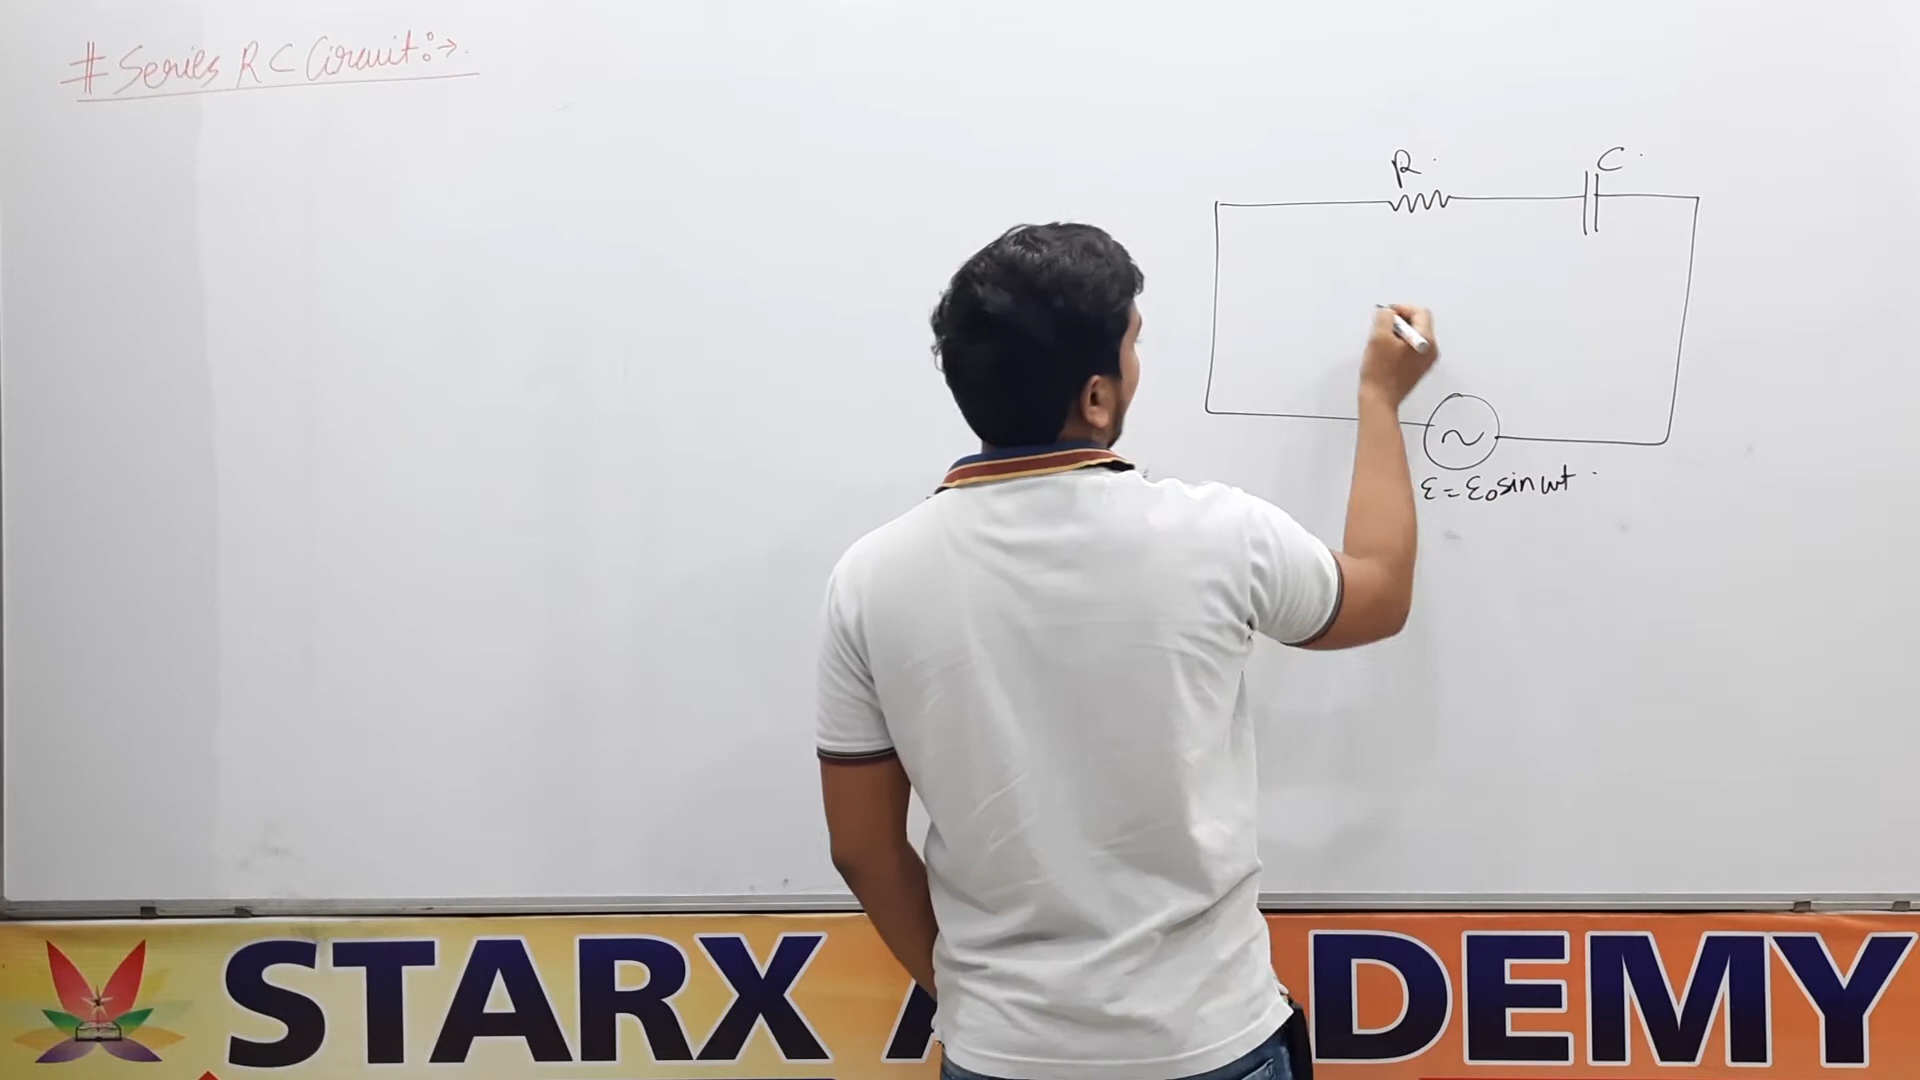 # Series RC Circuit :→.
R.
C.
ε = ε₀ sin ωt.
STARX A DEMY